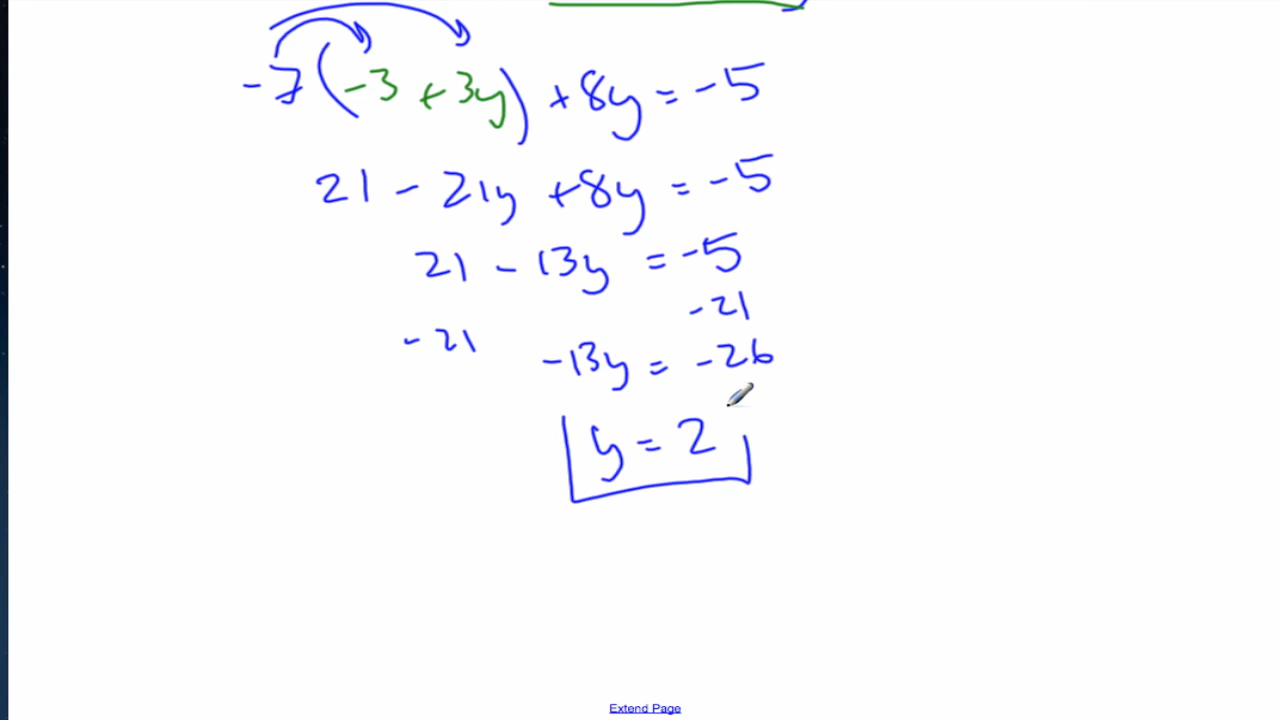 -7(-3 + 3y) + 8y = -5
21 - 21y + 8y = -5
21 - 13y = -5
-21
-21
-13y = -26
y = 2
Extend Page